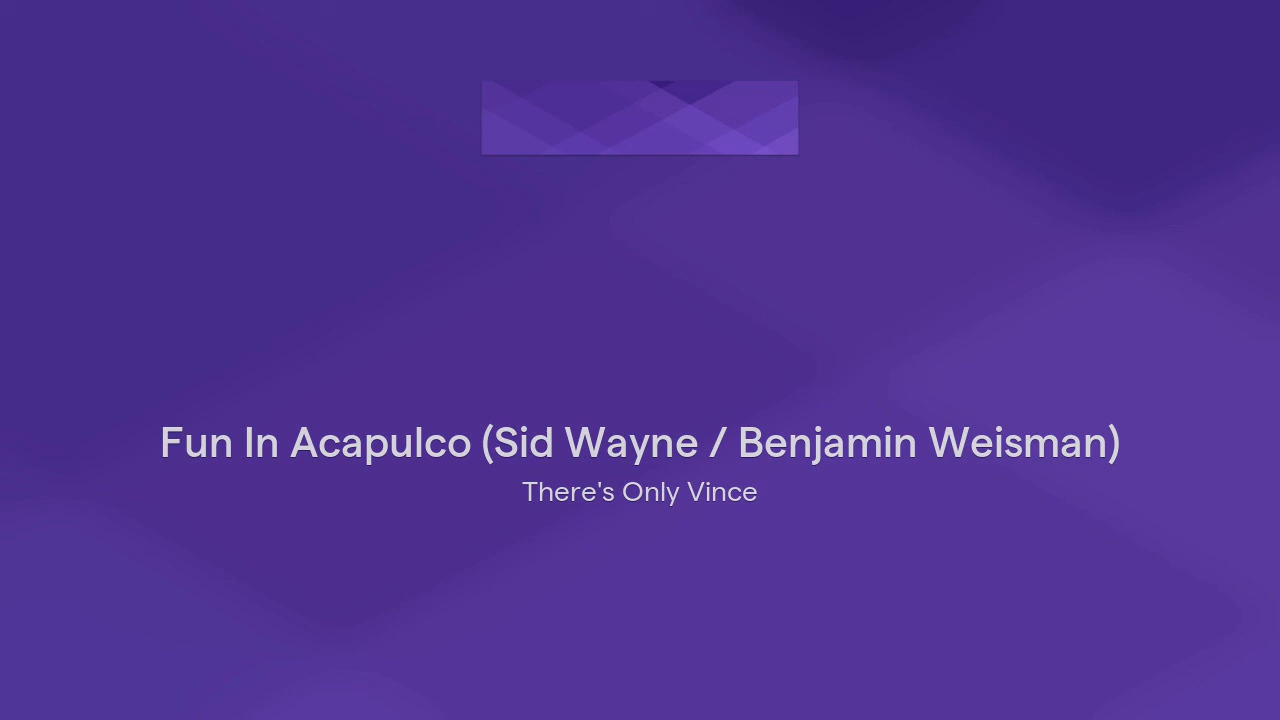 Fun In Acapulco (Sid Wayne / Benjamin Weisman)
There's Only Vince